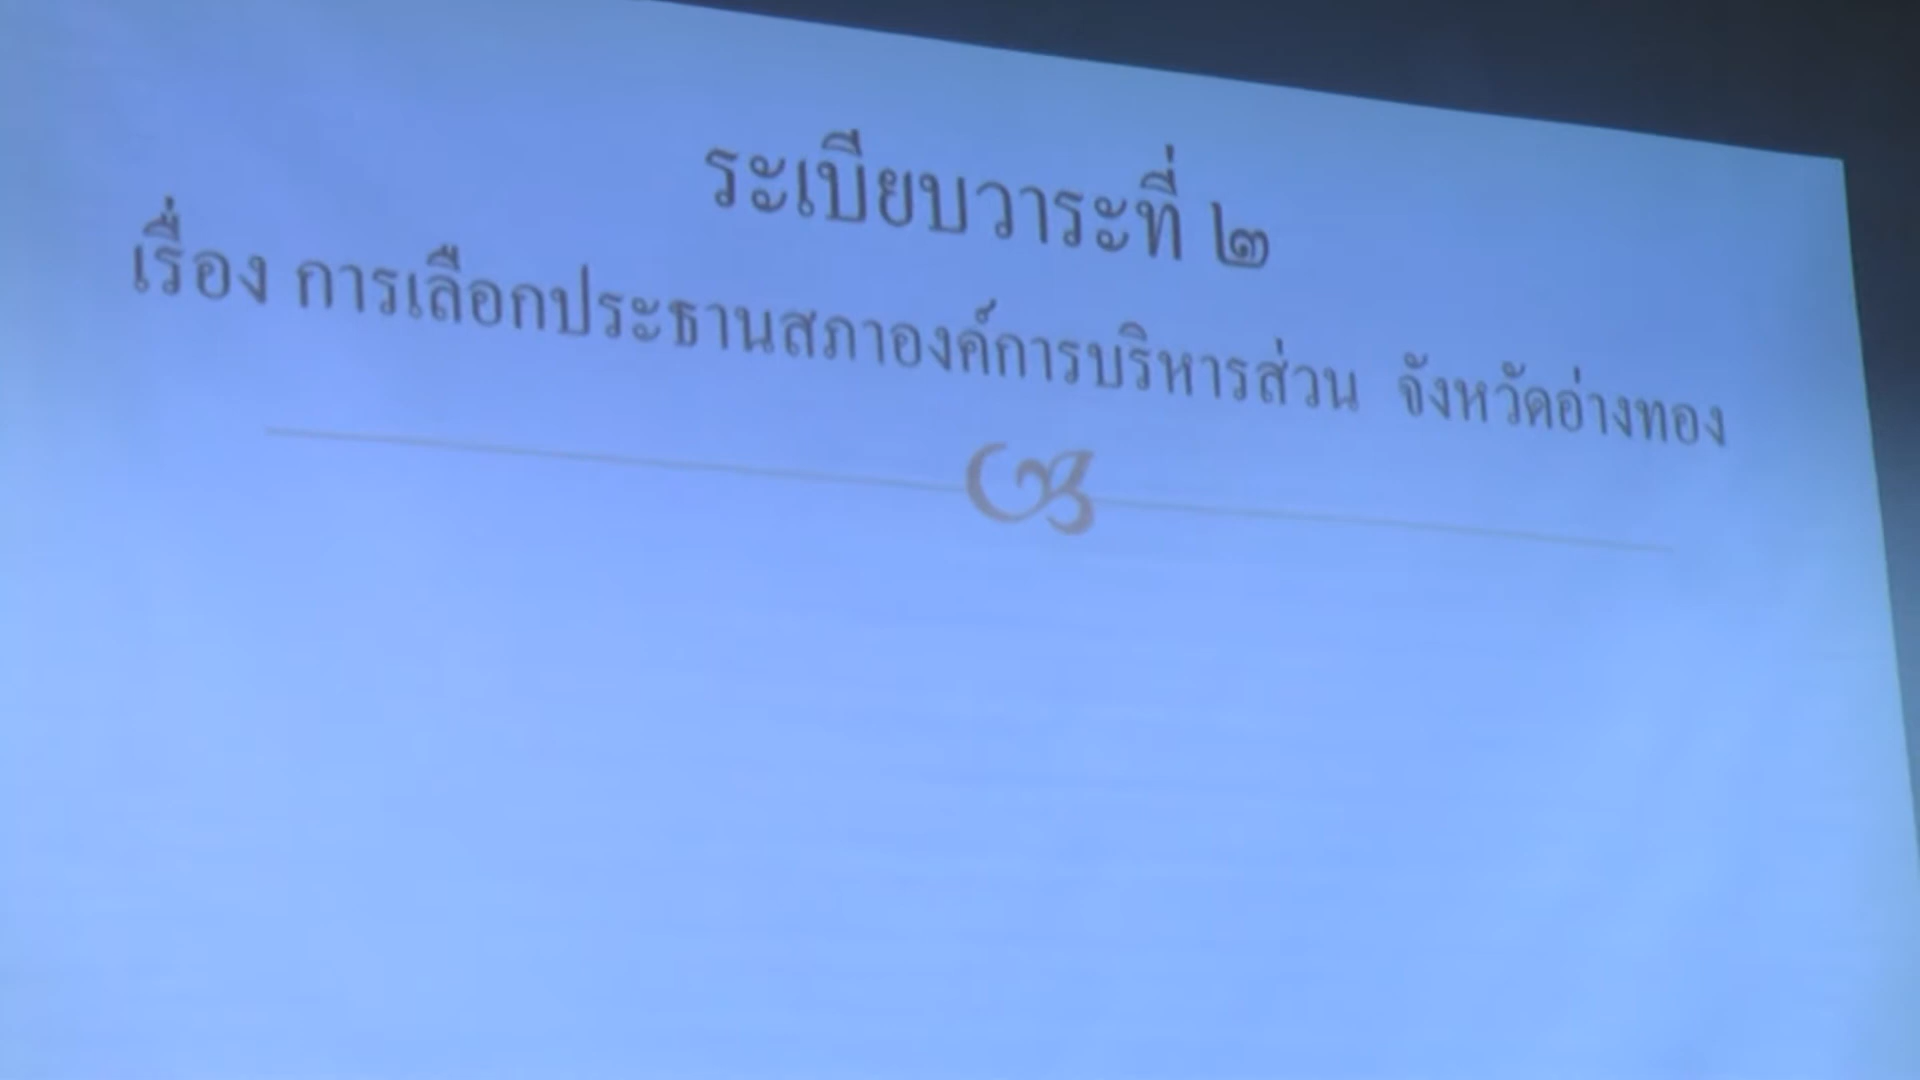 ระเบียบวาระที่ ๒
เรื่อง การเลือกประธานสภาองค์การบริหารส่วน จังหวัดอ่างทอง